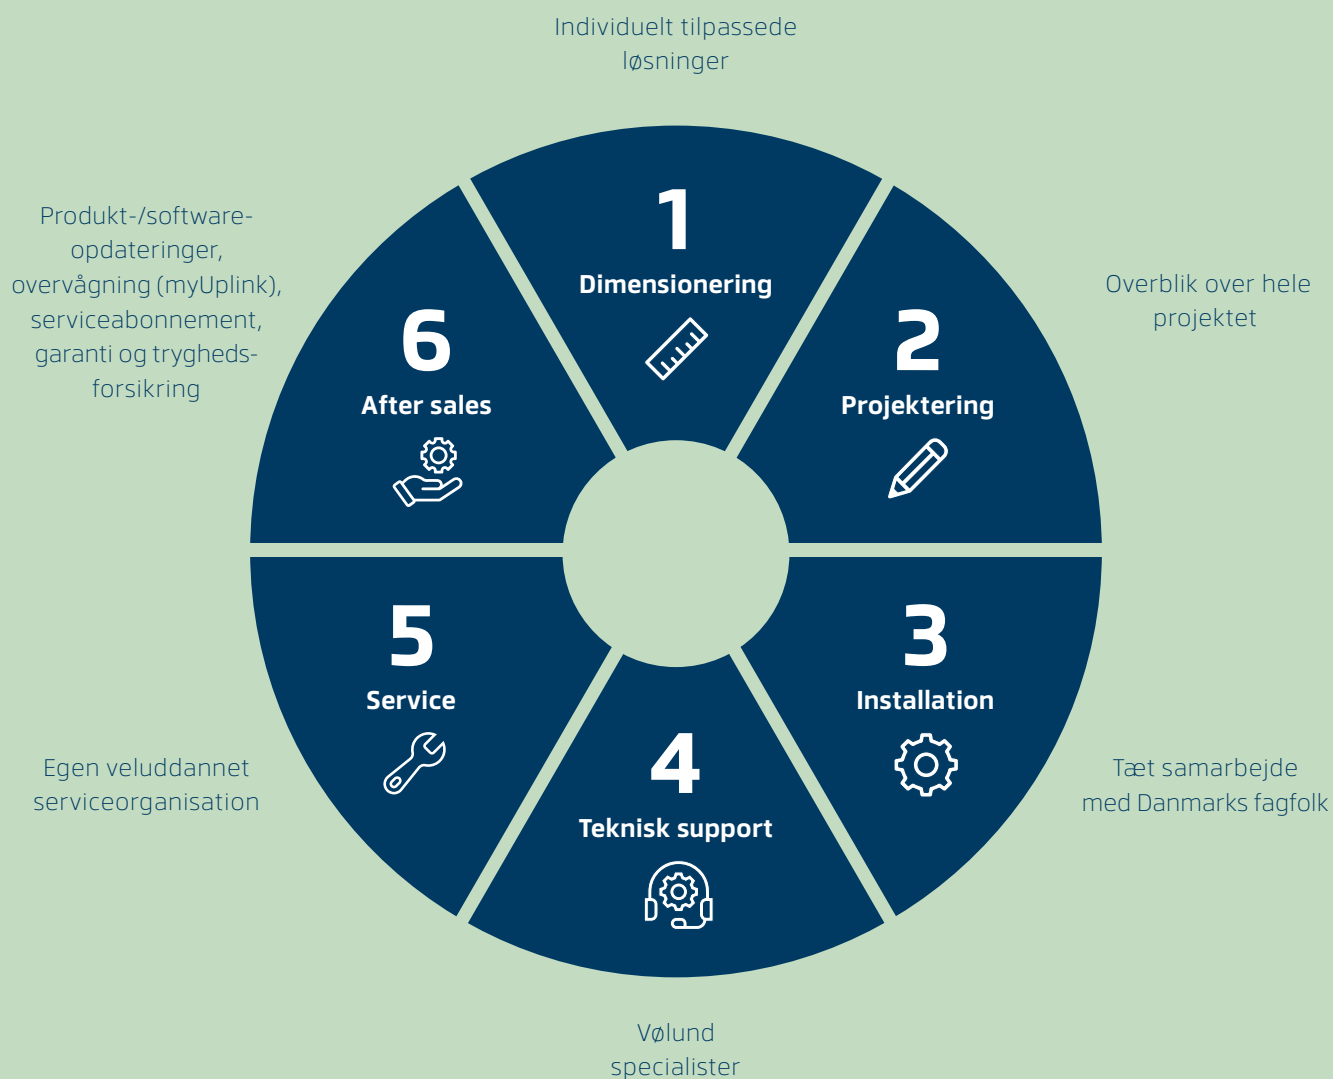 Individuelt tilpassede
løsninger
1
Dimensionering
2
Projektering
Overblik over hele
projektet
3
Installation
Tæt samarbejde
med Danmarks fagfolk
4
Teknisk support
Vølund
specialister
5
Service
Egen veluddannet
serviceorganisation
6
After sales
Produkt-/software-
opdateringer,
overvågning (myUplink),
serviceabonnement,
garanti og trygheds-
forsikring